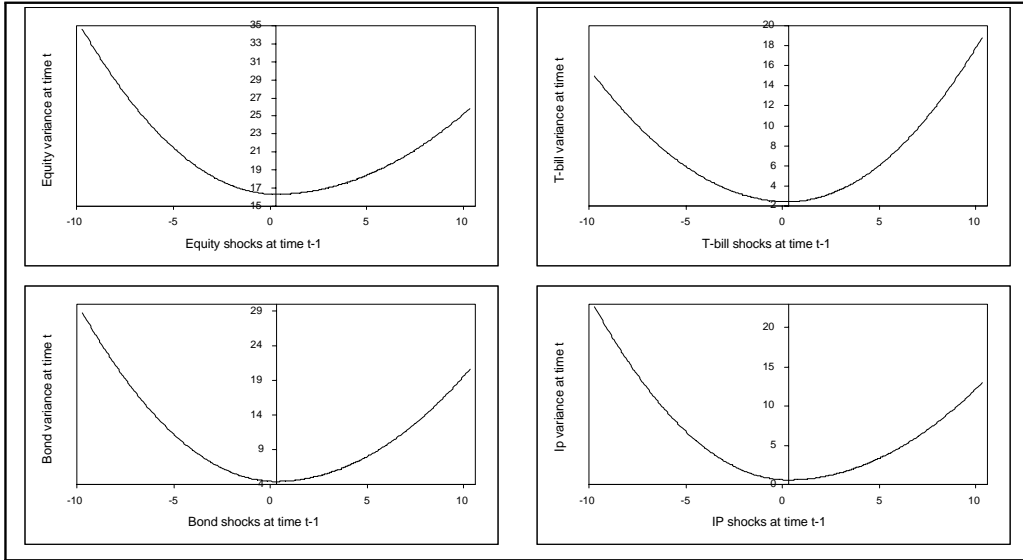 Equity variance at time t
35
33
31
29
27
25
23
21
19
17
15
-10 -5 0 5 10
Equity shocks at time t-1
T-bill variance at time t
20
18
16
14
12
10
8
6
4
2
-10 -5 0 5 10
T-bill shocks at time t-1
Bond variance at time t
29
24
19
14
9
4
-10 -5 0 5 10
Bond shocks at time t-1
Ip variance at time t
20
15
10
5
0
-10 -5 0 5 10
IP shocks at time t-1